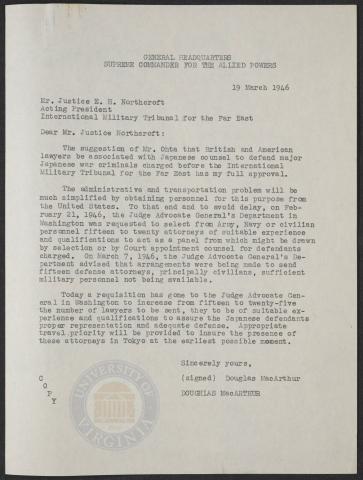 GENERAL HEADQUARTERS
SUPREME COMMANDER FOR THE ALLIED POWERS
19 March 1946
Mr. Justice E. H. Northcroft
Acting President
International Military Tribunal for the Far East
Dear Mr. Justice Northcroft:
The suggestion of Mr. Ohta that British and American
lawyers be associated with Japanese counsel to defend major
Japanese war criminals charged before the International
Military Tribunal for the Far East has my full approval.
The administrative and transportation problem will be
much simplified by obtaining personnel for this purpose from
the United States. To that end and to avoid delay, on Feb-
ruary 21, 1946, the Judge Advocate General's Department in
Washington was requested to select from Army, Navy or civilian
personnel fifteen to twenty attorneys of suitable experience
and qualifications to act as a panel from which might be drawn
by selection or by Court appointment counsel for defendants
charged. On March 7, 1946, the Judge Advocate General's De-
partment advised that arrangements were being made to send
fifteen defense attorneys, principally civilians, sufficient
military personnel not being available.
Today a requisition has gone to the Judge Advocate Gen-
eral in Washington to increase from fifteen to twenty-five
the number of lawyers to be sent, they to be of suitable ex-
perience and qualifications to assure the Japanese defendants
proper representation and adequate defense. Appropriate
travel priority will be provided to insure the presence of
these attorneys in Tokyo at the earliest possible moment.
Sincerely yours,
(signed) Douglas MacArthur
DOUGHLAS MacARTHUR
C
O
P
Y
UNIVERSITY
OF
VIRGINIA